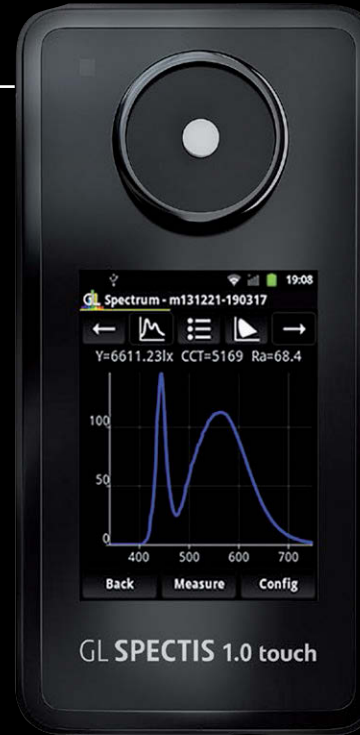 19:08
GL Spectrum - m131221-190317
Y=6611.23lx CCT=5169 Ra=68.4
100
50
0
400 500 600 700
Back Measure Config
GL SPECTIS 1.0 touch